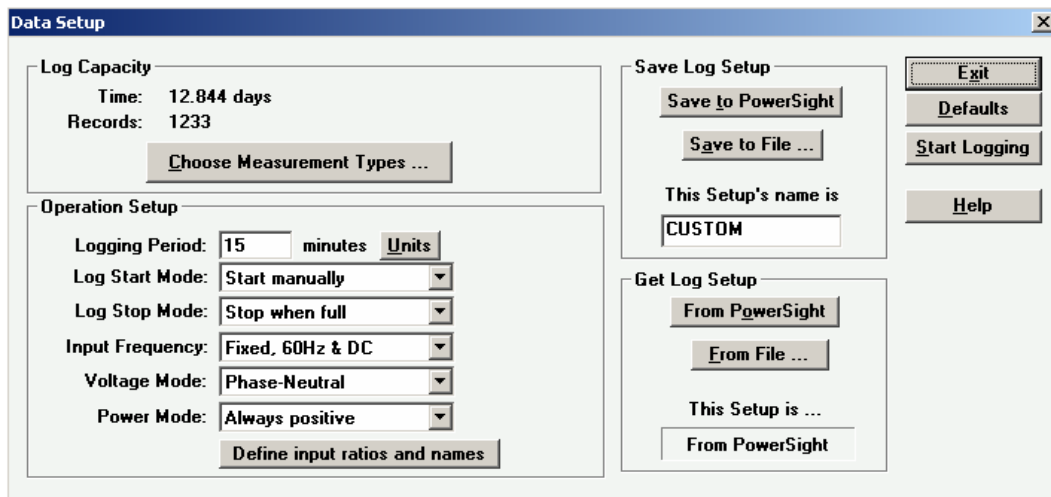 Data Setup
Log Capacity
Time: 12.844 days
Records: 1233
Choose Measurement Types ...
Operation Setup
Logging Period: 15 minutes Units
Log Start Mode: Start manually
Log Stop Mode: Stop when full
Input Frequency: Fixed, 60Hz & DC
Voltage Mode: Phase-Neutral
Power Mode: Always positive
Define input ratios and names
Save Log Setup
Save to PowerSight
Save to File ...
This Setup's name is
CUSTOM
Get Log Setup
From PowerSight
From File ...
This Setup is ...
From PowerSight
Exit
Defaults
Start Logging
Help